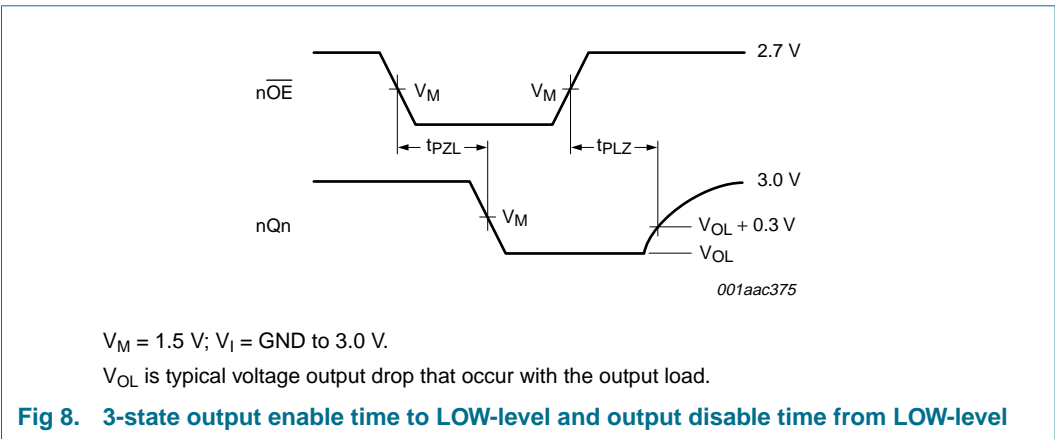 2.7 V
nOE
VM VM
tPZL tPLZ
3.0 V
nQn VM
VOL + 0.3 V
VOL
001aac375
VM = 1.5 V; VI = GND to 3.0 V.
VOL is typical voltage output drop that occur with the output load.
Fig 8. 3-state output enable time to LOW-level and output disable time from LOW-level